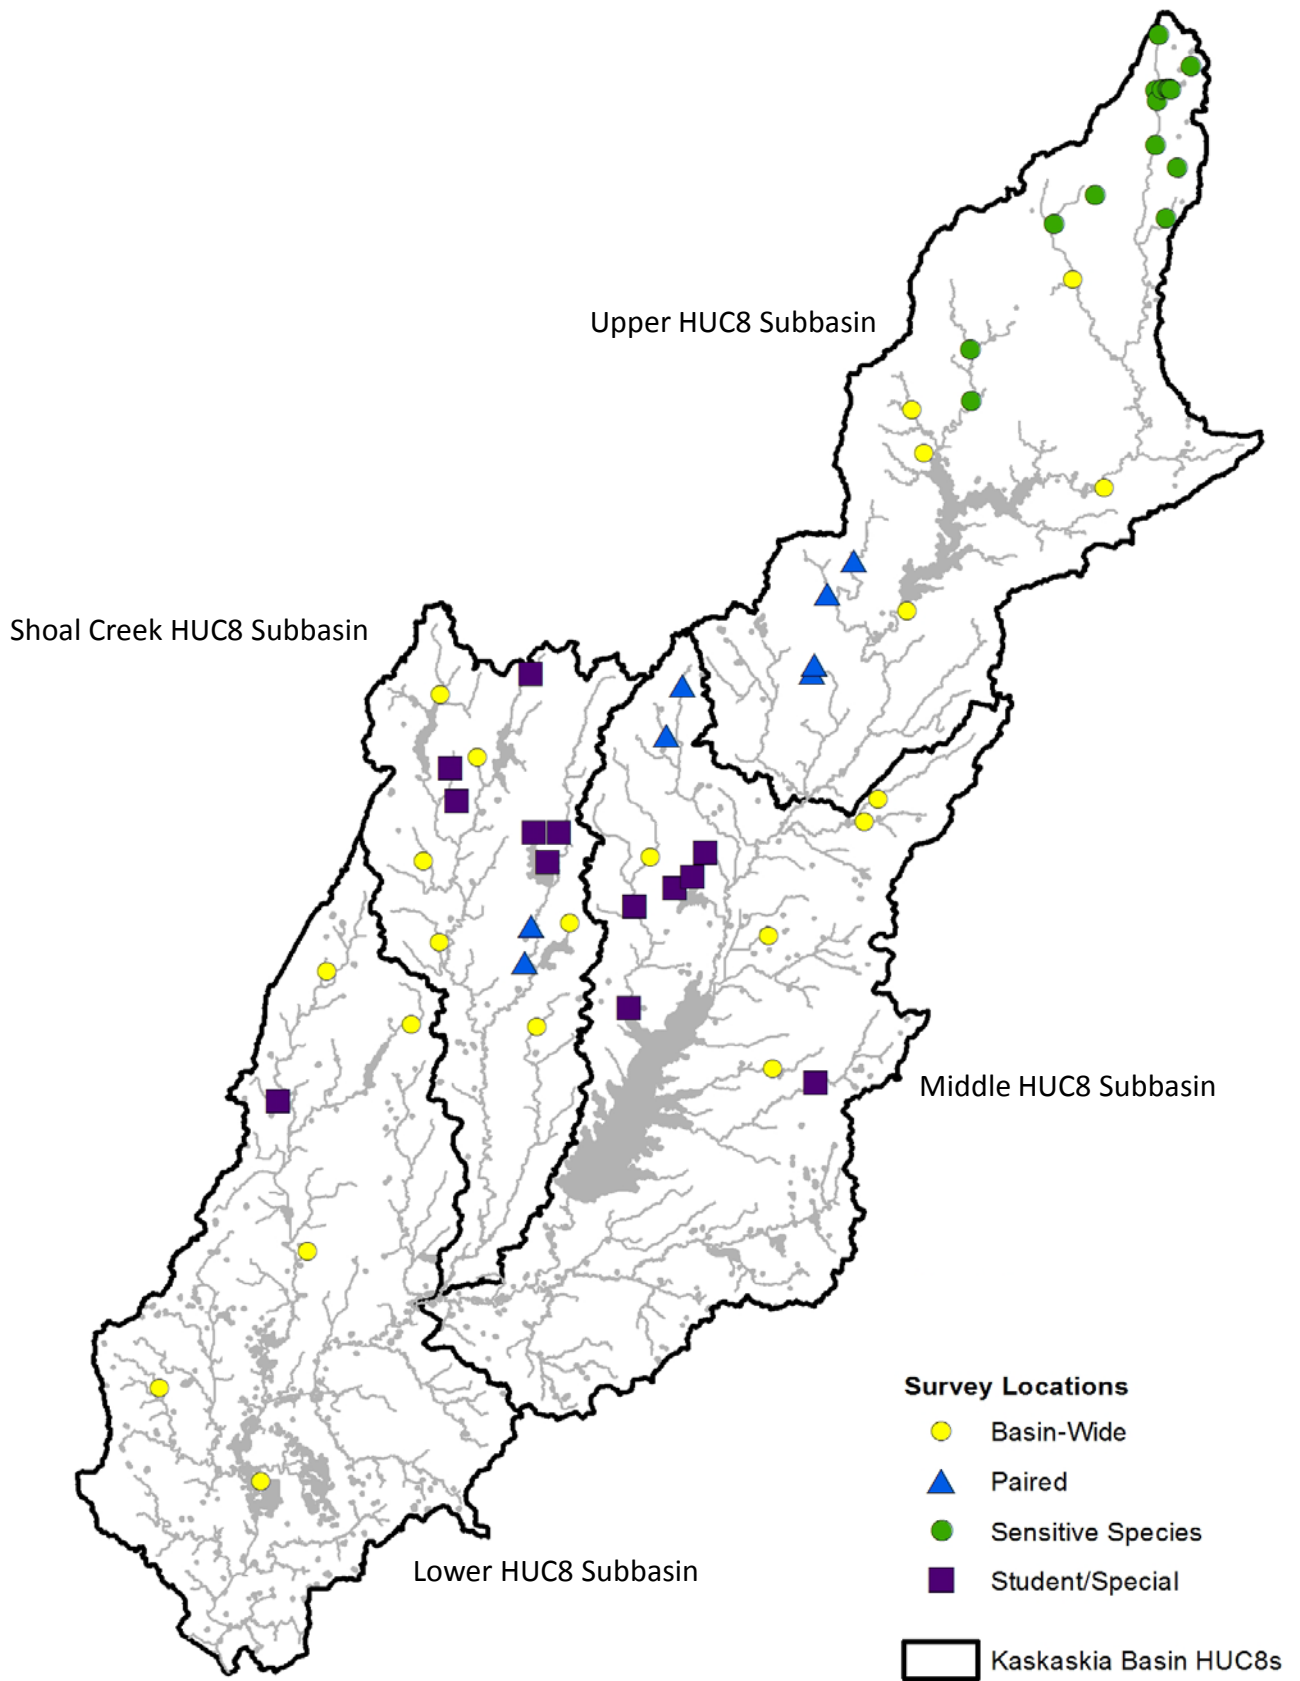 Upper HUC8 Subbasin
Shoal Creek HUC8 Subbasin
Middle HUC8 Subbasin
Lower HUC8 Subbasin
Survey Locations
Basin-Wide
Paired
Sensitive Species
Student/Special
Kaskaskia Basin HUC8s